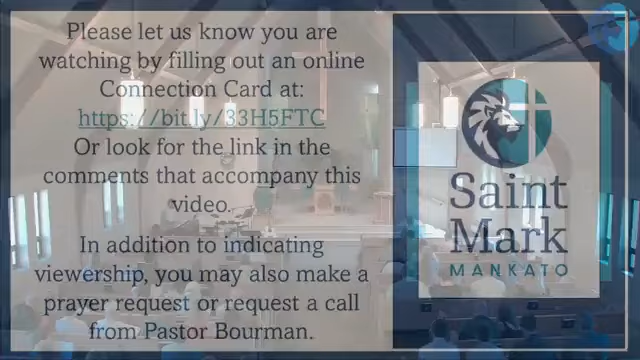 Please let us know you are
watching by filling out an online
Connection Card at:
https://bit.ly/33H5FTC
Or look for the link in the
comments that accompany this
video.
In addition to indicating
viewership, you may also make a
prayer request or request a call
from Pastor Bourman.
Saint
Mark
MANKATO